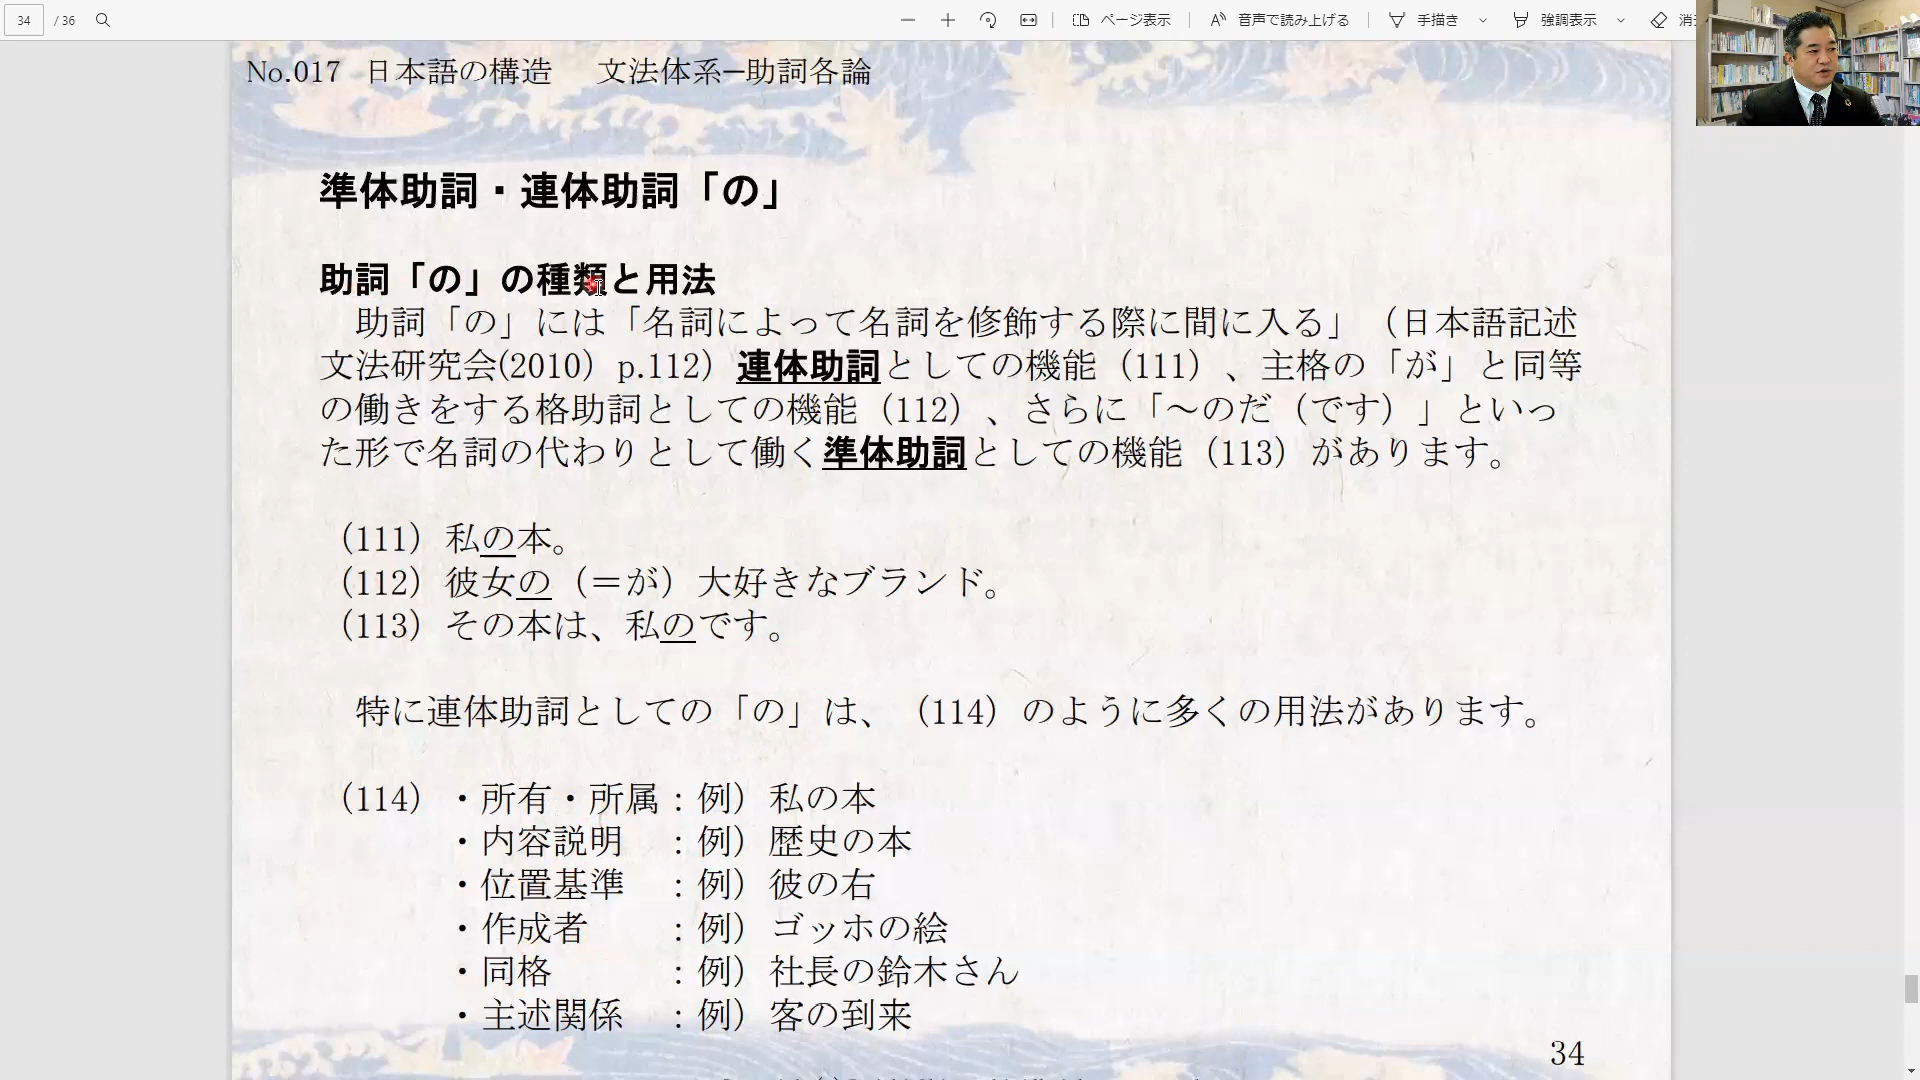 34 / 36 ページ表示 音声で読み上げる 手描き 強調表示
No.017 日本語の構造 文法体系ー助詞各論
準体助詞・連体助詞「の」
助詞「の」の種類と用法
助詞「の」には「名詞によって名詞を修飾する際に間に入る」（日本語記述
文法研究会(2010）p.112）連体助詞としての機能（111）、主格の「が」と同等
の働きをする格助詞としての機能（112）、さらに「～のだ（です）」といっ
た形で名詞の代わりとして働く準体助詞としての機能（113）があります。
（111）私の本。
（112）彼女の（＝が）大好きなブランド。
（113）その本は、私のです。
特に連体助詞としての「の」は、（114）のように多くの用法があります。
（114）・所有・所属：例）私の本
・内容説明：例）歴史の本
・位置基準：例）彼の右
・作成者：例）ゴッホの絵
・同格：例）社長の鈴木さん
・主述関係：例）客の到来
34